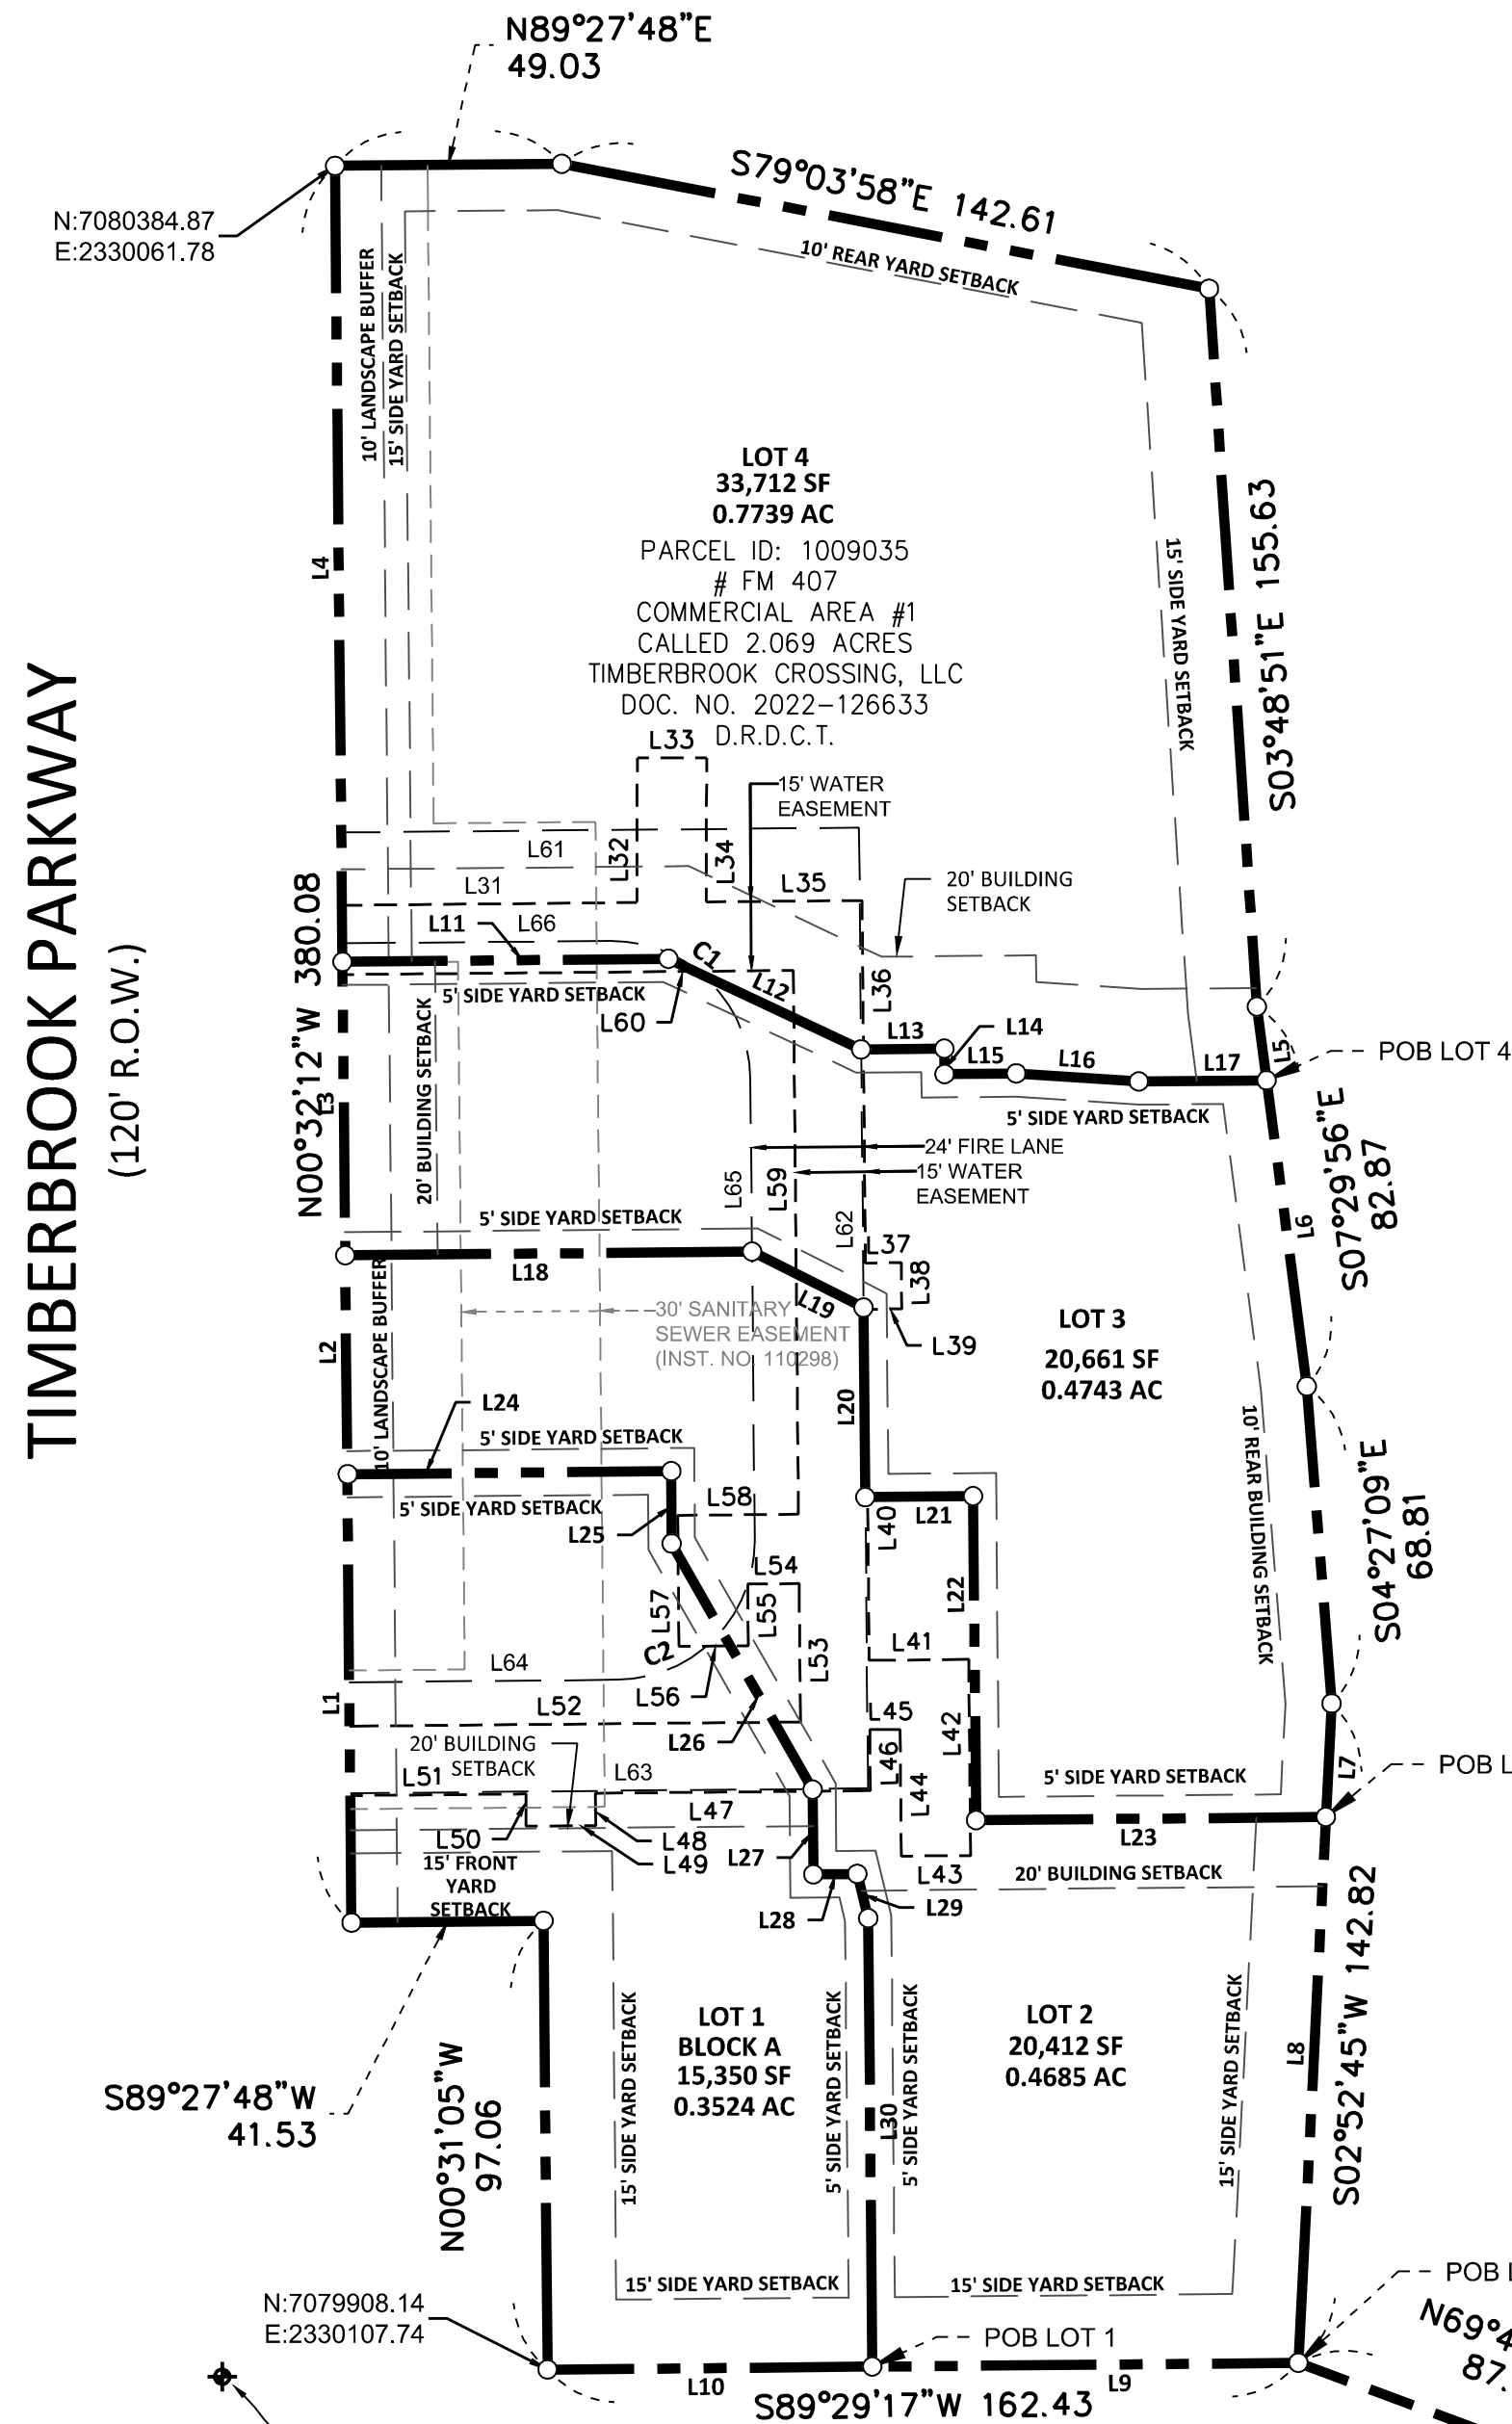 N89°27'48"E
49.03
S79°03'58"E 142.61
N:7080384.87
E:2330061.78
10' REAR YARD SETBACK
10' LANDSCAPE BUFFER
15' SIDE YARD SETBACK
L4
LOT 4
33,712 SF
0.7739 AC
PARCEL ID: 1009035
# FM 407
COMMERCIAL AREA #1
CALLED 2.069 ACRES
TIMBERBROOK CROSSING, LLC
DOC. NO. 2022-126633
D.R.D.C.T.
15' SIDE YARD SETBACK
S03°48'51"E 155.63
TIMBERBROOK PARKWAY
(120' R.O.W.)
L33
15' WATER
EASEMENT
L61
L32
L34
L31
L35
20' BUILDING
SETBACK
N00°32'12"W 380.08
L11
L66
C1
L12
L36
5' SIDE YARD SETBACK
L60
L13
L14
L15
L16
L17
L5
POB LOT 4
20' BUILDING SETBACK
L3
5' SIDE YARD SETBACK
S07°29'56"E
82.87
24' FIRE LANE
15' WATER
EASEMENT
L65
L59
L62
L6
5' SIDE YARD SETBACK
L18
L19
L37
L38
L39
30' SANITARY
SEWER EASEMENT
(INST. NO. 110298)
LOT 3
20,661 SF
0.4743 AC
L2
10' LANDSCAPE BUFFER
L24
5' SIDE YARD SETBACK
L20
10' REAR BUILDING SETBACK
S04°27'09"E
68.81
5' SIDE YARD SETBACK
L58
L25
L40
L21
L54
L22
L57
L55
C2
L53
L41
L64
L56
L1
L52
L26
L45
L42
20' BUILDING
SETBACK
L51
L63
L46
L44
5' SIDE YARD SETBACK
L7
POB L
L47
L50
L48
L49
L27
L23
15' FRONT
YARD
SETBACK
L43
20' BUILDING SETBACK
L28
L29
S89°27'48"W
41.53
N00°31'05"W
97.06
15' SIDE YARD SETBACK
LOT 1
BLOCK A
15,350 SF
0.3524 AC
5' SIDE YARD SETBACK
L30
5' SIDE YARD SETBACK
LOT 2
20,412 SF
0.4685 AC
15' SIDE YARD SETBACK
L8
S02°52'45"W 142.82
15' SIDE YARD SETBACK
15' SIDE YARD SETBACK
POB L
N:7079908.14
E:2330107.74
POB LOT 1
N69°4
87.
L10
L9
S89°29'17"W 162.43